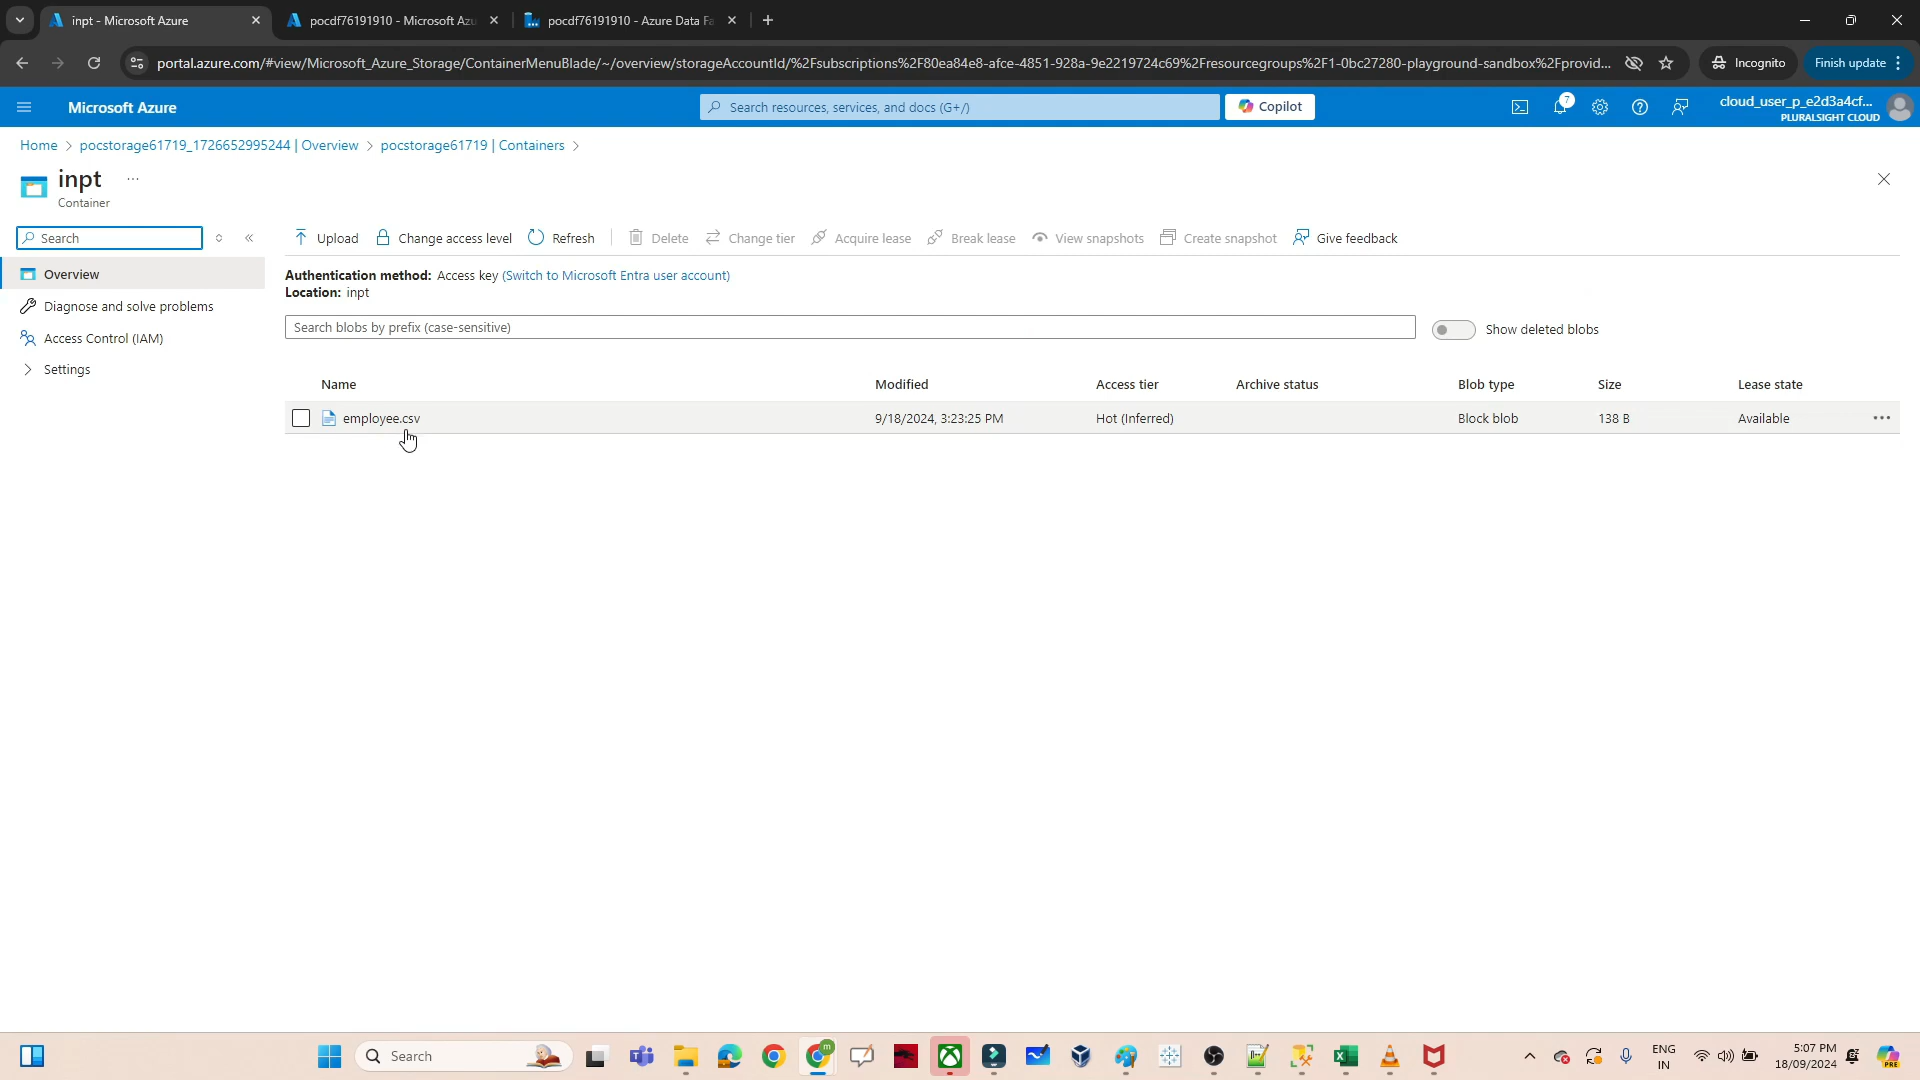 inpt - Microsoft Azure
pocdf76191910 - Microsoft Azu
pocdf76191910 - Azure Data Fa
portal.azure.com/#view/Microsoft_Azure_Storage/ContainerMenuBlade/~/overview/storageAccountId/%2Fsubscriptions%2F80ea84e8-afce-4851-928a-9e2219724c69%2Fresourcegroups%2F1-0bc27280-playground-sandbox%2Fprovid...
Incognito
Finish update
Microsoft Azure
Search resources, services, and docs (G+/)
Copilot
7
cloud_user_p_e2d3a4cf...
PLURALSIGHT CLOUD
Home > pocstorage61719_1726652995244 | Overview > pocstorage61719 | Containers >
inpt ...
Container
Search
Upload
Change access level
Refresh
Delete
Change tier
Acquire lease
Break lease
View snapshots
Create snapshot
Give feedback
Overview
Diagnose and solve problems
Access Control (IAM)
Settings
Authentication method: Access key (Switch to Microsoft Entra user account)
Location: inpt
Search blobs by prefix (case-sensitive)
Show deleted blobs
Name Modified Access tier Archive status Blob type Size Lease state
employee.csv 9/18/2024, 3:23:25 PM Hot (Inferred) Block blob 138 B Available ...
Search
m
ENG
IN
5:07 PM
18/09/2024
PRE